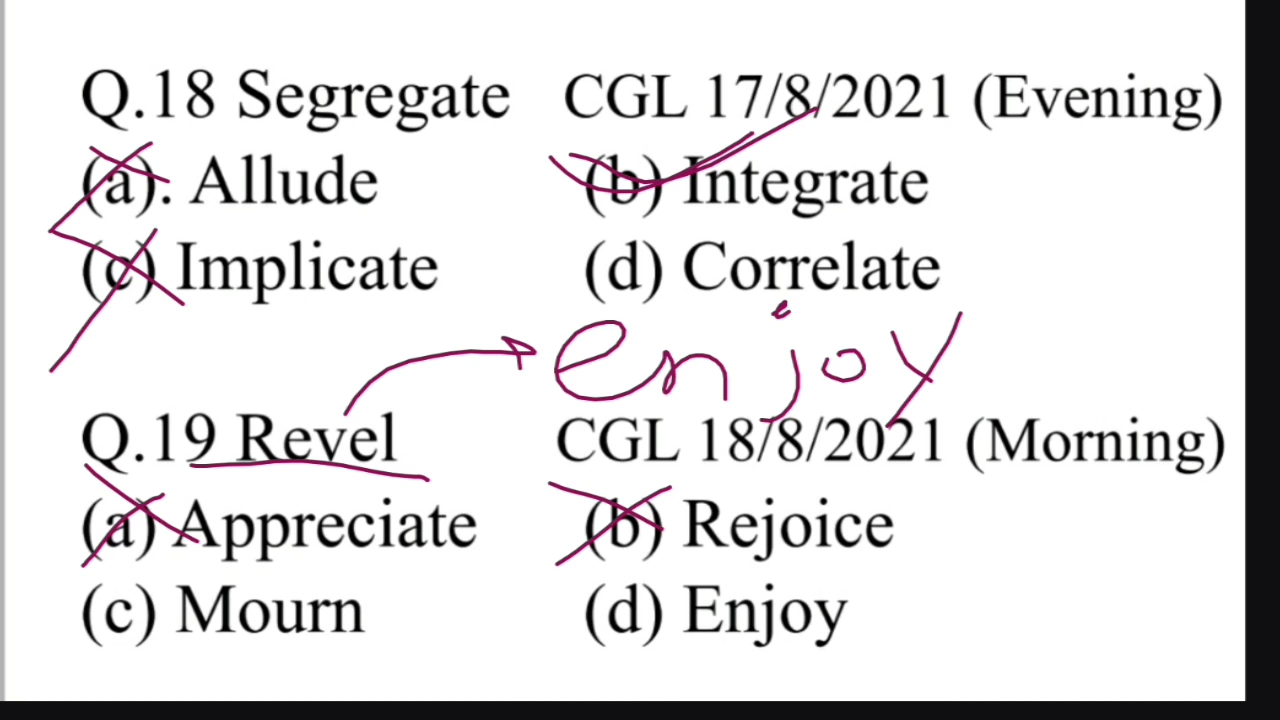 Q.18 Segregate CGL 17/8/2021 (Evening)
(a). Allude (b) Integrate
(c) Implicate (d) Correlate
enjoy
Q.19 Revel CGL 18/8/2021 (Morning)
(a) Appreciate (b) Rejoice
(c) Mourn (d) Enjoy